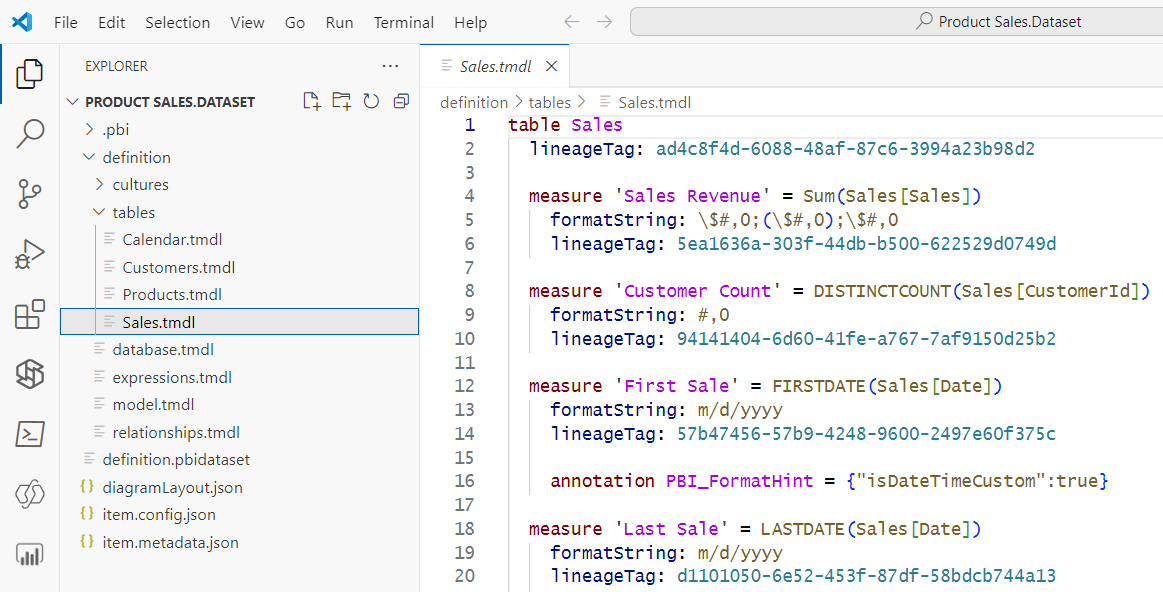 File Edit Selection View Go Run Terminal Help
Product Sales.Dataset
EXPLORER
PRODUCT SALES.DATASET
.pbi
definition
cultures
tables
Calendar.tmdl
Customers.tmdl
Products.tmdl
Sales.tmdl
database.tmdl
expressions.tmdl
model.tmdl
relationships.tmdl
definition.pbidataset
{} diagramLayout.json
{} item.config.json
{} item.metadata.json
Sales.tmdl
definition > tables > Sales.tmdl
1 table Sales
2 lineageTag: ad4c8f4d-6088-48af-87c6-3994a23b98d2
3
4 measure 'Sales Revenue' = Sum(Sales[Sales])
5 formatString: \$#,0;(\$#,0);\$#,0
6 lineageTag: 5ea1636a-303f-44db-b500-622529d0749d
7
8 measure 'Customer Count' = DISTINCTCOUNT(Sales[CustomerId])
9 formatString: #,0
10 lineageTag: 94141404-6d60-41fe-a767-7af9150d25b2
11
12 measure 'First Sale' = FIRSTDATE(Sales[Date])
13 formatString: m/d/yyyy
14 lineageTag: 57b47456-57b9-4248-9600-2497e60f375c
15
16 annotation PBI_FormatHint = {"isDateTimeCustom":true}
17
18 measure 'Last Sale' = LASTDATE(Sales[Date])
19 formatString: m/d/yyyy
20 lineageTag: d1101050-6e52-453f-87df-58bdcb744a13